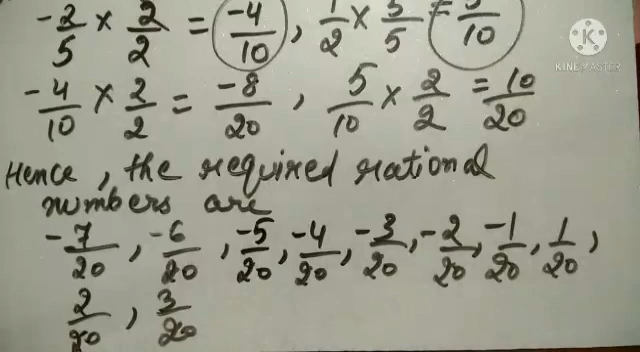 -2/5 × 2/2 = -4/10 , 1/2 × 5/5 = 5/10
-4/10 × 2/2 = -8/20 , 5/10 × 2/2 = 10/20
Hence, the required rational
numbers are
-7/20 , -6/20 , -5/20 , -4/20 , -3/20 , -2/20 , -1/20 , 1/20 ,
2/20 , 3/20
KINEMASTER